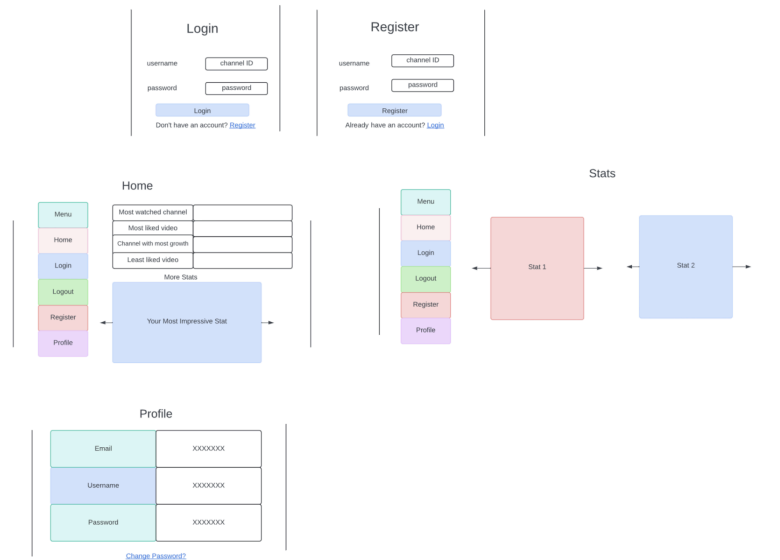 Login
username
channel ID
password
password
Login
Don't have an account? Register
Register
username
channel ID
password
password
Register
Already have an account? Login
Home
Menu
Home
Login
Logout
Register
Profile
Most watched channel
Most liked video
Channel with most growth
Least liked video
More Stats
Your Most Impressive Stat
Stats
Menu
Home
Login
Logout
Register
Profile
Stat 1
Stat 2
Profile
Email
XXXXXXX
Username
XXXXXXX
Password
XXXXXXX
Change Password?